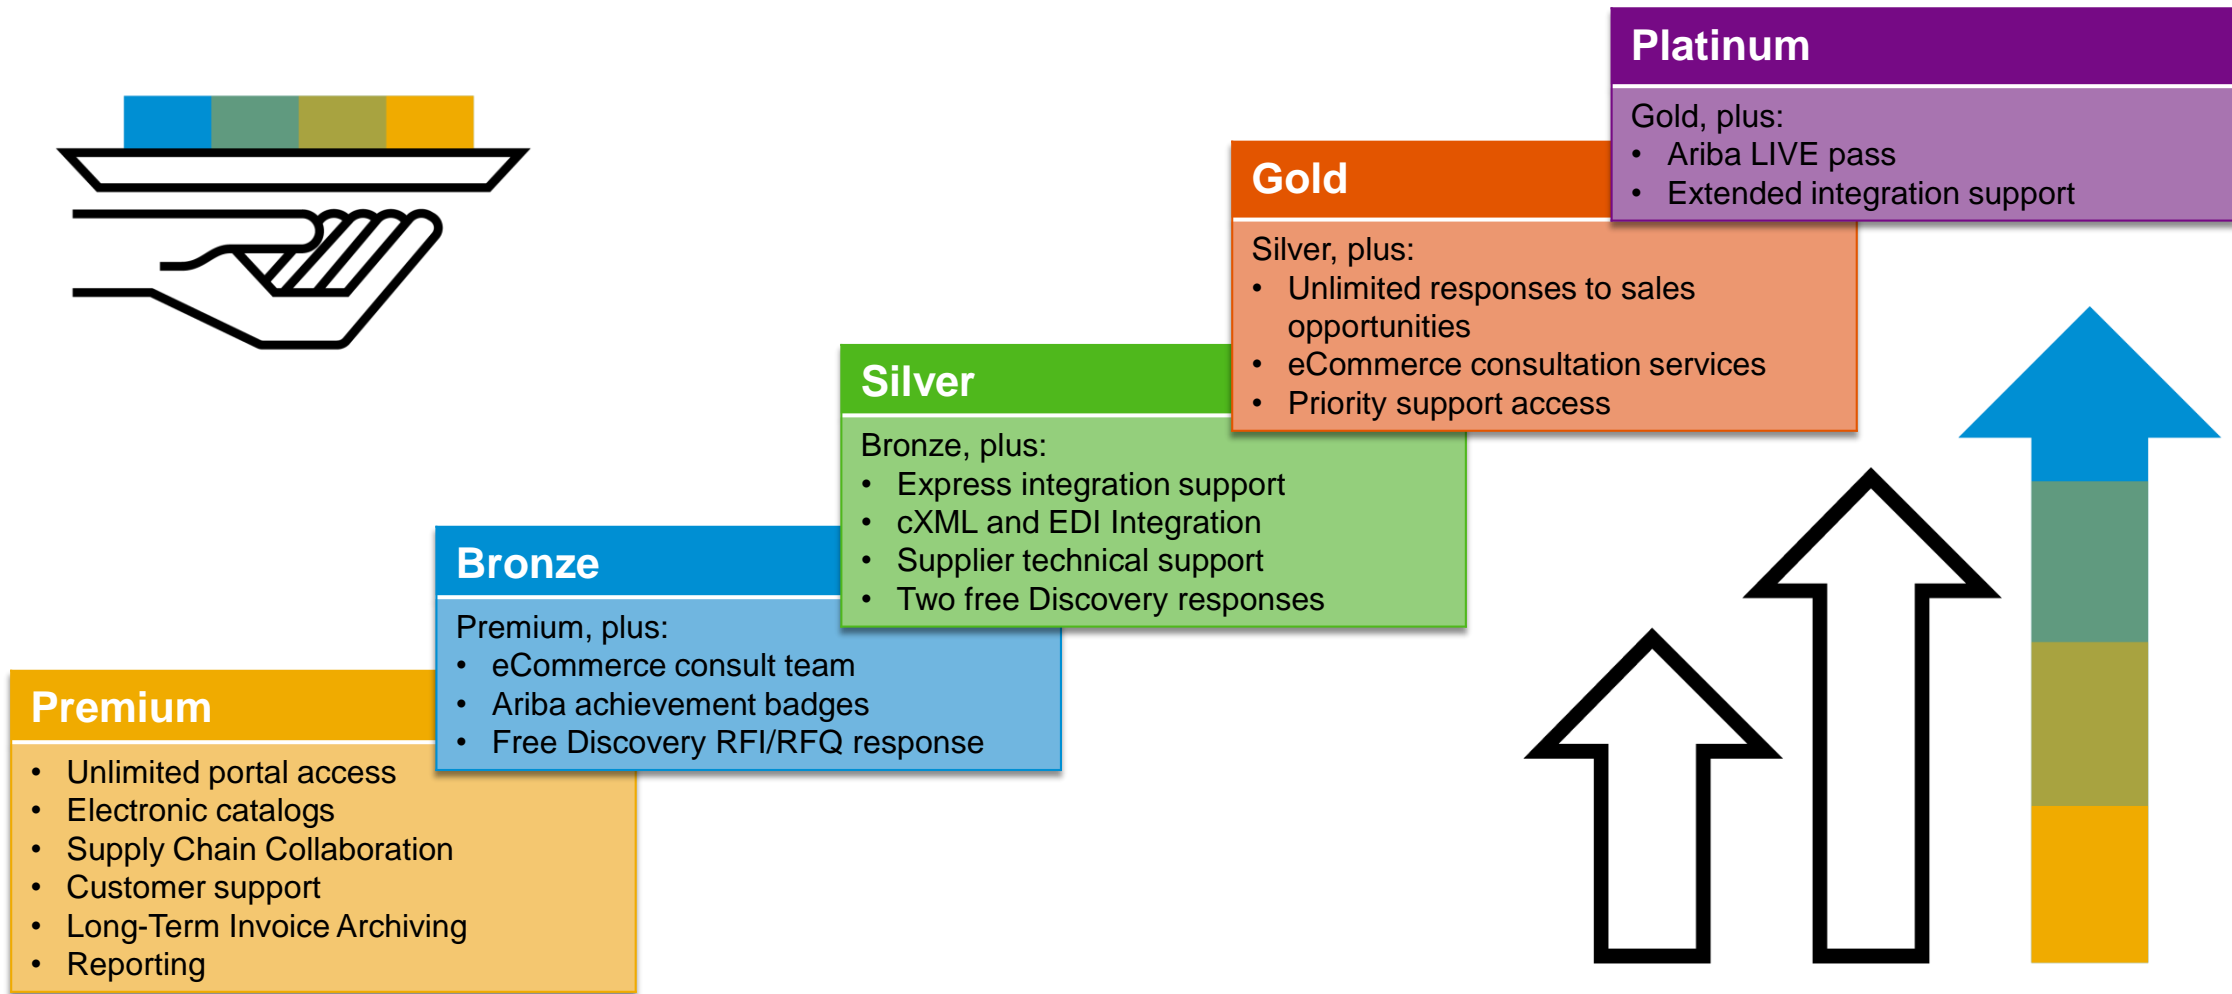 Platinum
Gold, plus:
• Ariba LIVE pass
• Extended integration support
Gold
Silver, plus:
• Unlimited responses to sales
opportunities
• eCommerce consultation services
• Priority support access
Silver
Bronze, plus:
• Express integration support
• cXML and EDI Integration
• Supplier technical support
• Two free Discovery responses
Bronze
Premium, plus:
• eCommerce consult team
• Ariba achievement badges
• Free Discovery RFI/RFQ response
Premium
• Unlimited portal access
• Electronic catalogs
• Supply Chain Collaboration
• Customer support
• Long-Term Invoice Archiving
• Reporting